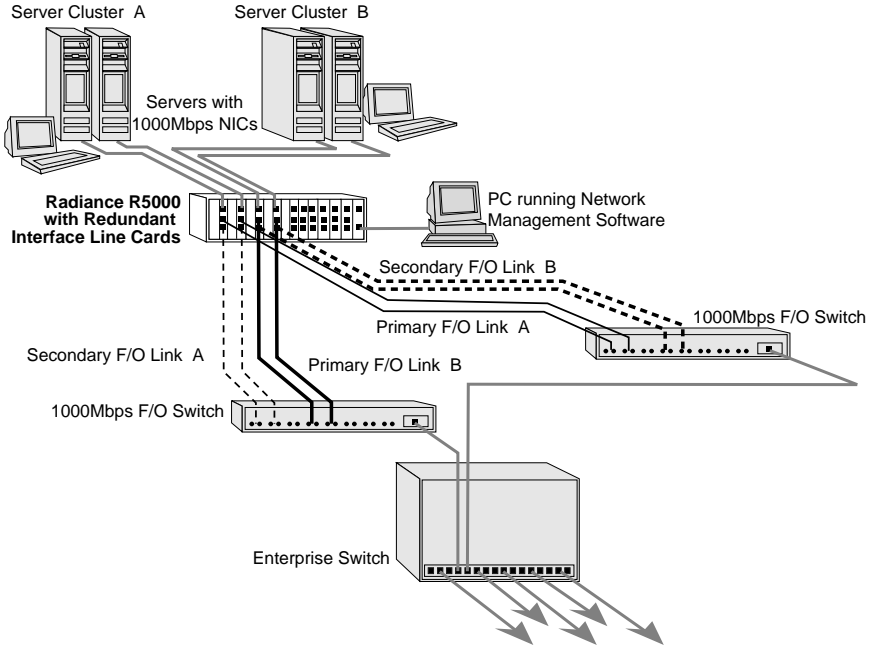 Server Cluster A
Server Cluster B
Servers with
1000Mbps NICs
Radiance R5000
with Redundant
Interface Line Cards
PC running Network
Management Software
Secondary F/O Link B
1000Mbps F/O Switch
Primary F/O Link A
Secondary F/O Link A
Primary F/O Link B
1000Mbps F/O Switch
Enterprise Switch